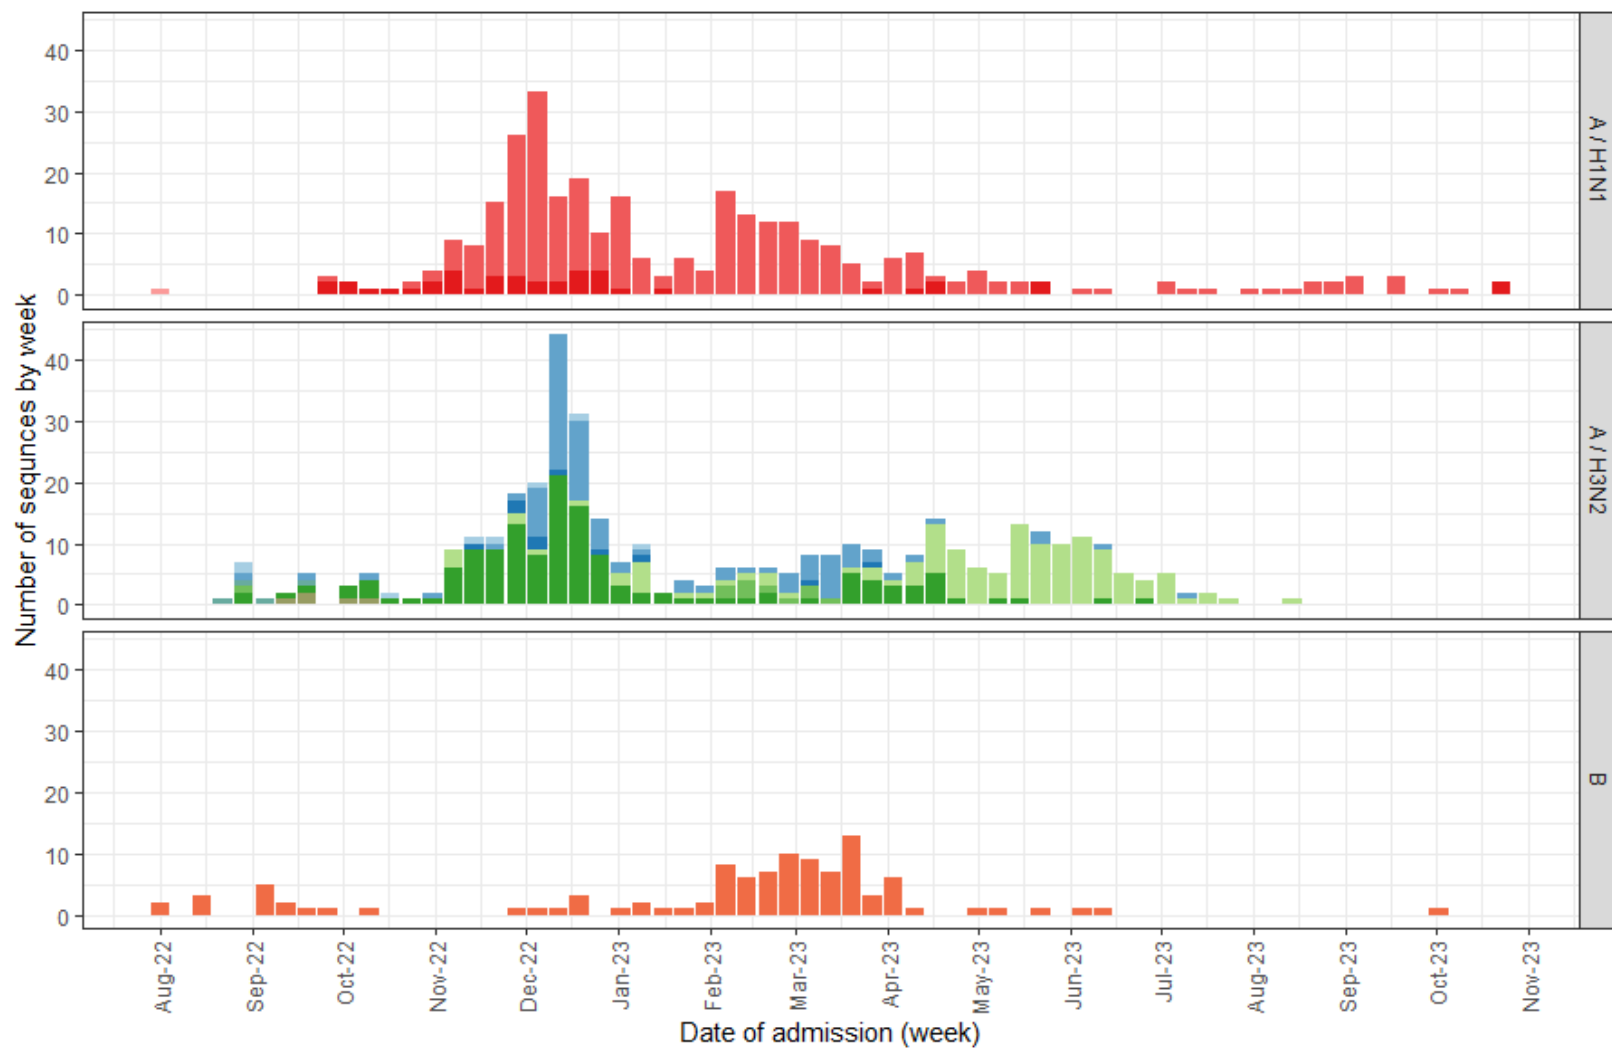 Number of sequnces by week
40
30
20
10
0
A / H1N1
40
30
20
10
0
A / H3N2
40
30
20
10
0
B
Aug-22
Sep-22
Oct-22
Nov-22
Dec-22
Jan-23
Feb-23
Mar-23
Apr-23
May-23
Jun-23
Jul-23
Aug-23
Sep-23
Oct-23
Nov-23
Date of admission (week)